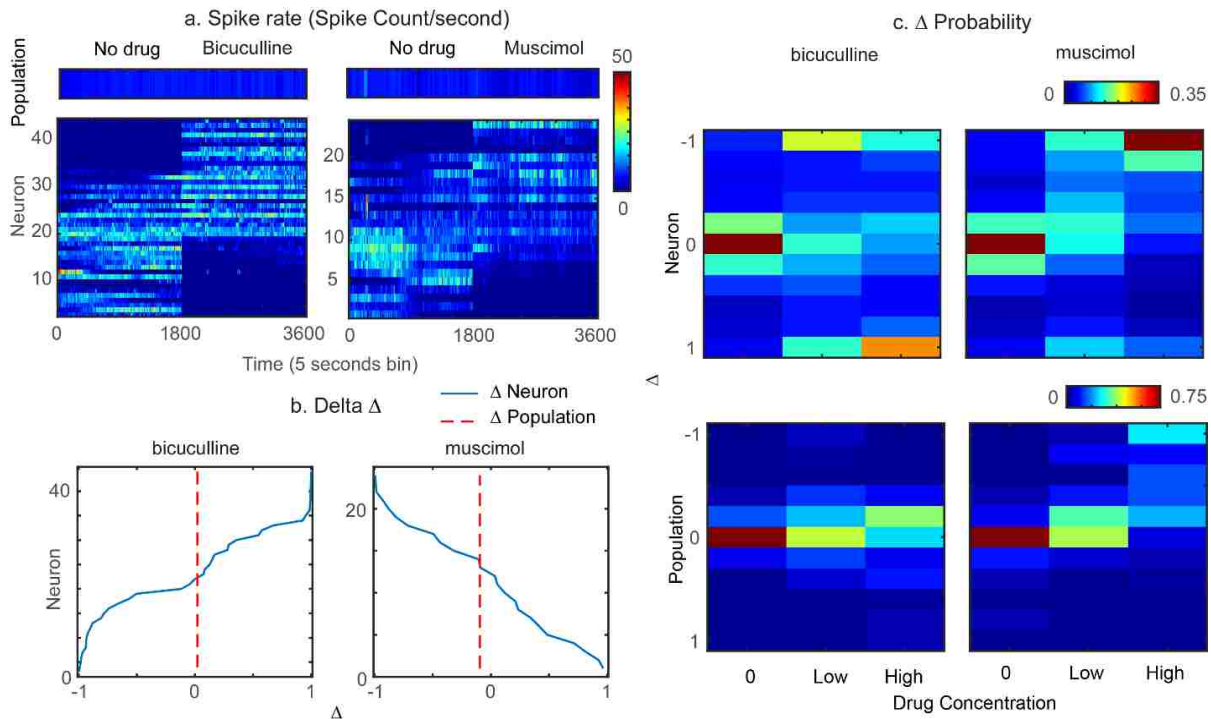 a. Spike rate (Spike Count/second)
No drug Bicuculline No drug Muscimol
Population
50
0
Neuron
40
30
20
10
20
15
10
5
0 1800 3600 0 1800 3600
Time (5 seconds bin)
b. Delta Δ
Δ Neuron
Δ Population
bicuculline muscimol
Neuron
40
0
20
0
-1 0 1 -1 0 1
Δ
c. Δ Probability
bicuculline muscimol
0 0.35
-1
Neuron
0
1
Δ
0 0.75
-1
Population
0
1
0 Low High 0 Low High
Drug Concentration